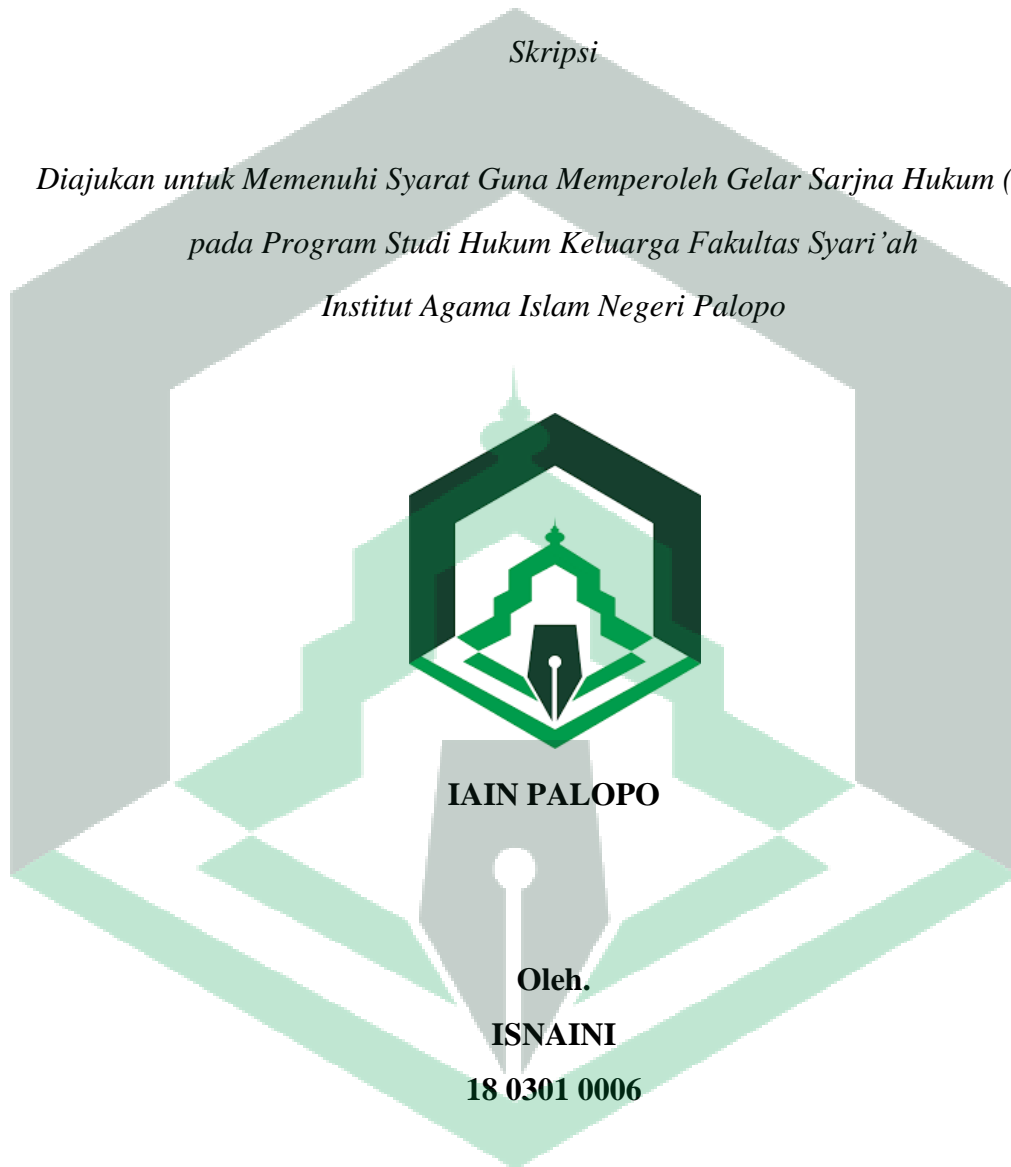 Skripsi
Diajukan untuk Memenuhi Syarat Guna Memperoleh Gelar Sarjna Hukum (
pada Program Studi Hukum Keluarga Fakultas Syari’ah
Institut Agama Islam Negeri Palopo
IAIN PALOPO
Oleh.
ISNAINI
18 0301 0006